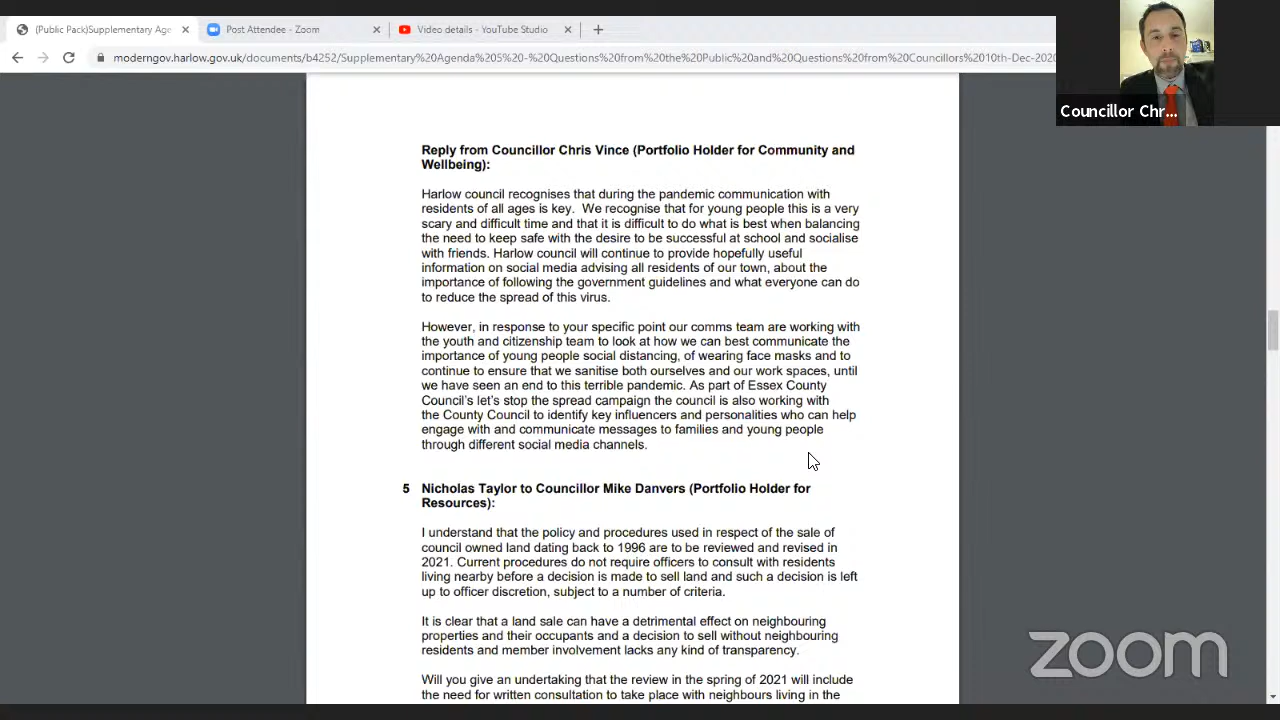 (Public Pack)Supplementary Age
Post Attendee - Zoom
Video details - YouTube Studio
moderngov.harlow.gov.uk/documents/b4252/Supplementary%20Agenda%205%20-%20Questions%20from%20the%20Public%20and%20Questions%20from%20Councillors%2010th-Dec-2020
Councillor Chr...
Reply from Councillor Chris Vince (Portfolio Holder for Community and
Wellbeing):
Harlow council recognises that during the pandemic communication with
residents of all ages is key. We recognise that for young people this is a very
scary and difficult time and that it is difficult to do what is best when balancing
the need to keep safe with the desire to be successful at school and socialise
with friends. Harlow council will continue to provide hopefully useful
information on social media advising all residents of our town, about the
importance of following the government guidelines and what everyone can do
to reduce the spread of this virus.
However, in response to your specific point our comms team are working with
the youth and citizenship team to look at how we can best communicate the
importance of young people social distancing, of wearing face masks and to
continue to ensure that we sanitise both ourselves and our work spaces, until
we have seen an end to this terrible pandemic. As part of Essex County
Council's let's stop the spread campaign the council is also working with
the County Council to identify key influencers and personalities who can help
engage with and communicate messages to families and young people
through different social media channels.
5 Nicholas Taylor to Councillor Mike Danvers (Portfolio Holder for
Resources):
I understand that the policy and procedures used in respect of the sale of
council owned land dating back to 1996 are to be reviewed and revised in
2021. Current procedures do not require officers to consult with residents
living nearby before a decision is made to sell land and such a decision is left
up to officer discretion, subject to a number of criteria.
It is clear that a land sale can have a detrimental effect on neighbouring
properties and their occupants and a decision to sell without neighbouring
residents and member involvement lacks any kind of transparency.
Will you give an undertaking that the review in the spring of 2021 will include
the need for written consultation to take place with neighbours living in the
zoom